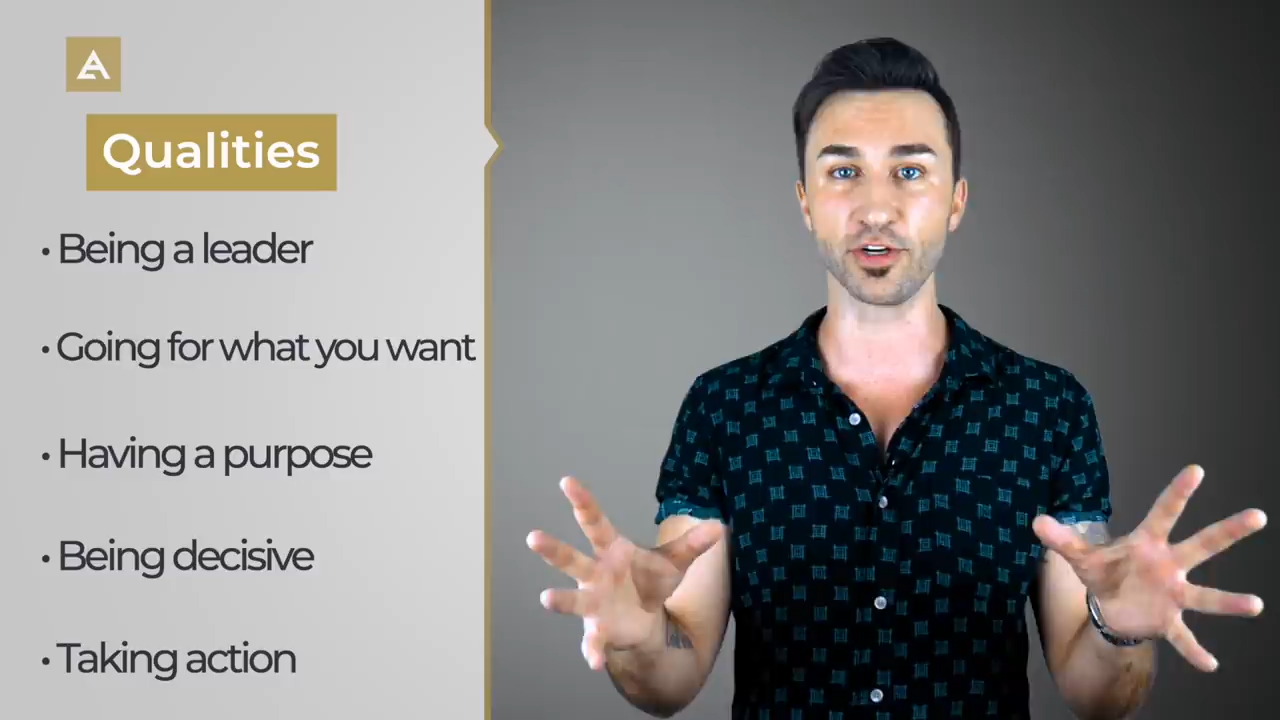 Qualities
• Being a leader
• Going for what you want
• Having a purpose
• Being decisive
• Taking action